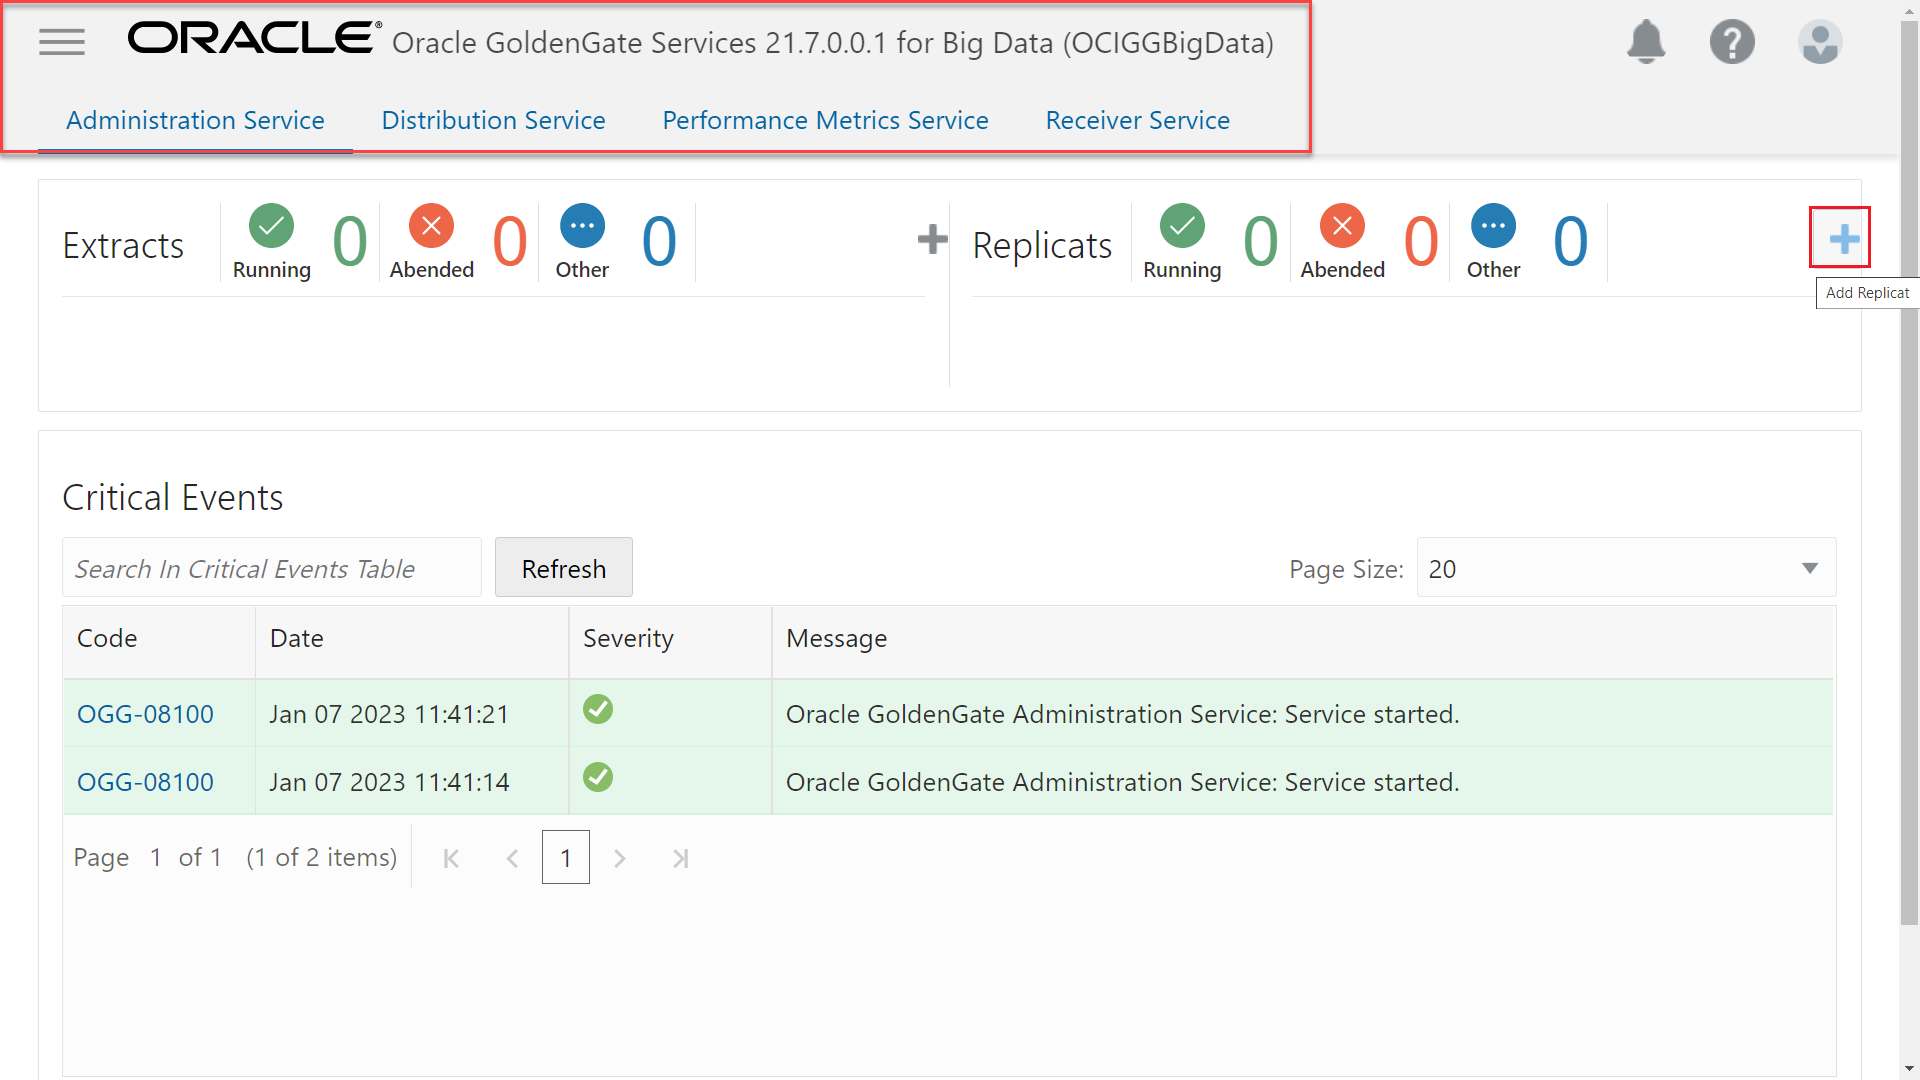 ORACLE® Oracle GoldenGate Services 21.7.0.0.1 for Big Data (OCIGGBigData)
Administration Service Distribution Service Performance Metrics Service Receiver Service
Extracts Running 0 Abended 0 Other 0
Replicats Running 0 Abended 0 Other 0
Add Replicat
Critical Events
Search In Critical Events Table Refresh Page Size: 20
Code Date Severity Message
OGG-08100 Jan 07 2023 11:41:21 Oracle GoldenGate Administration Service: Service started.
OGG-08100 Jan 07 2023 11:41:14 Oracle GoldenGate Administration Service: Service started.
Page 1 of 1 (1 of 2 items) 1